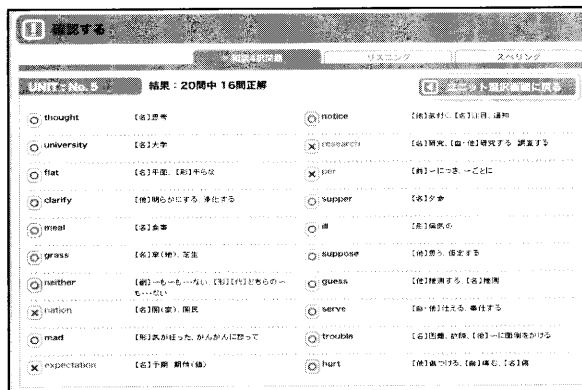 確認する
リスニング
スペリング
UNIT : No. 5
結果：20問中 16問正解
ユニット選択画面に戻る
thought 【名】思考
university 【名】大学
flat 【名】平面, 【形】平らな
clarify 【他】明らかにする, 浄化する
meal 【名】食事
grass 【名】草(地), 芝生
neither 【副】～も～も…ない, 【形】【代】どちらの～
も…ない
nation 【名】国(家), 国民
mad 【形】気が狂った, かんかんに怒って
expectation 【名】予期, 期待(値)
notice 【他】気付く, 【名】注目, 通知
research 【名】研究, 【自・他】研究する, 調査する
per 【前】～につき, ～ごとに
supper 【名】夕食
ill 【形】病気の
suppose 【他】思う, 仮定する
guess 【他】推測する, 【名】推測
serve 【自・他】仕える, 奉仕する
trouble 【名】困難, 故障, 【他】～に面倒をかける
hurt 【他】傷つける, 【自】痛む, 【名】傷